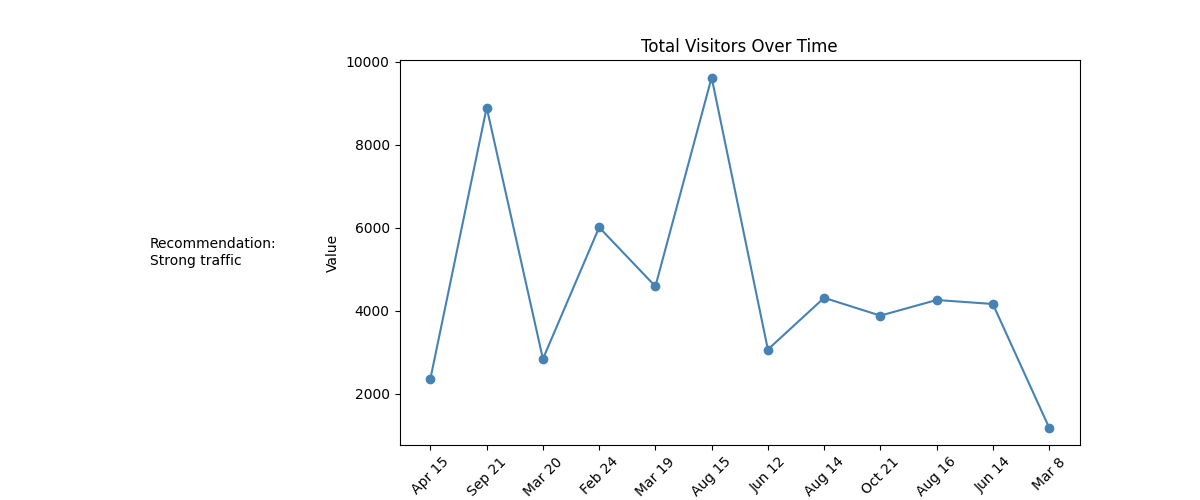 Total Visitors Over Time
10000
8000
6000
4000
2000
Value
Recommendation:
Strong traffic
Apr 15
Sep 21
Mar 20
Feb 24
Mar 19
Aug 15
Jun 12
Aug 14
Oct 21
Aug 16
Jun 14
Mar 8